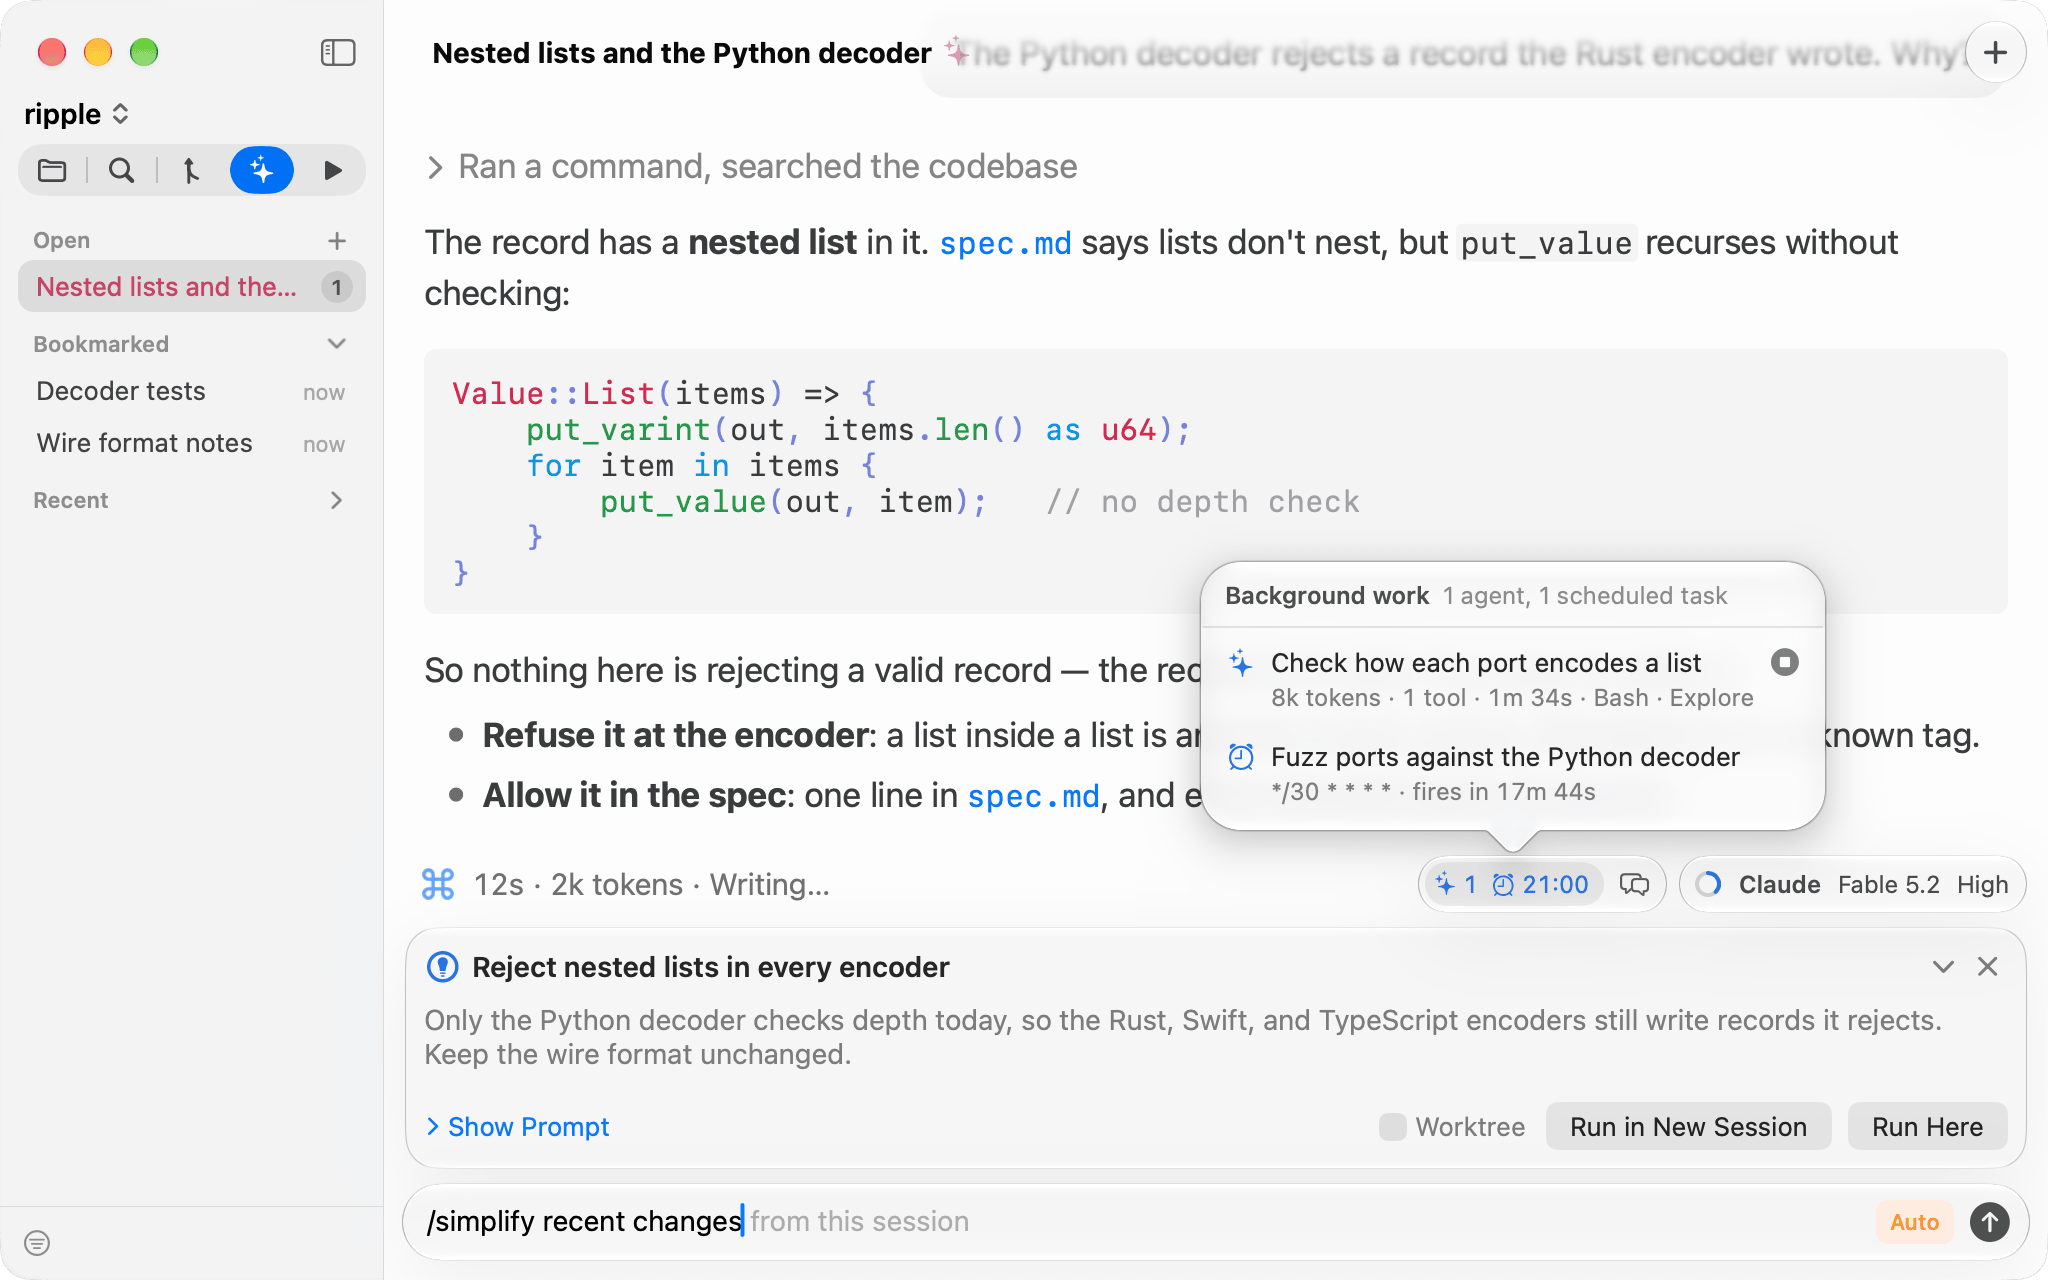 Nested lists and the Python decoder
The Python decoder rejects a record the Rust encoder wrote. Why?
ripple
Open
Nested lists and the... 1
Bookmarked
Decoder tests now
Wire format notes now
Recent
Ran a command, searched the codebase
The record has a nested list in it. spec.md says lists don't nest, but put_value recurses without
checking:
Value::List(items) => {
put_varint(out, items.len() as u64);
for item in items {
put_value(out, item); // no depth check
}
}
So nothing here is rejecting a valid record — the
Refuse it at the encoder: a list inside a list is
known tag.
Allow it in the spec: one line in spec.md, and
Background work 1 agent, 1 scheduled task
Check how each port encodes a list
8k tokens · 1 tool · 1m 34s · Bash · Explore
Fuzz ports against the Python decoder
*/30 * * * * · fires in 17m 44s
12s · 2k tokens · Writing...
1 21:00
Claude Fable 5.2 High
Reject nested lists in every encoder
Only the Python decoder checks depth today, so the Rust, Swift, and TypeScript encoders still write records it rejects.
Keep the wire format unchanged.
Show Prompt
Worktree
Run in New Session
Run Here
/simplify recent changes from this session
Auto